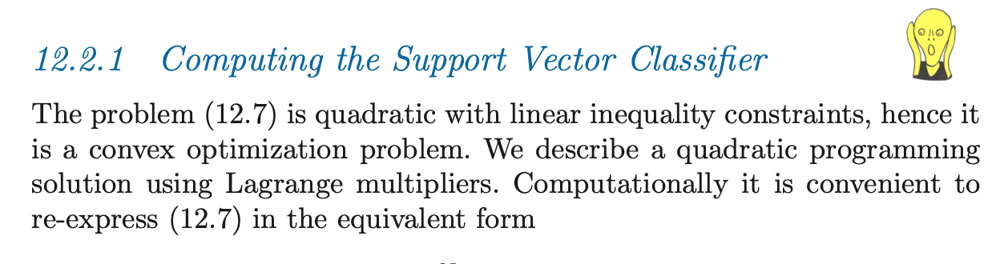 12.2.1 Computing the Support Vector Classifier
The problem (12.7) is quadratic with linear inequality constraints, hence it
is a convex optimization problem. We describe a quadratic programming
solution using Lagrange multipliers. Computationally it is convenient to
re-express (12.7) in the equivalent form